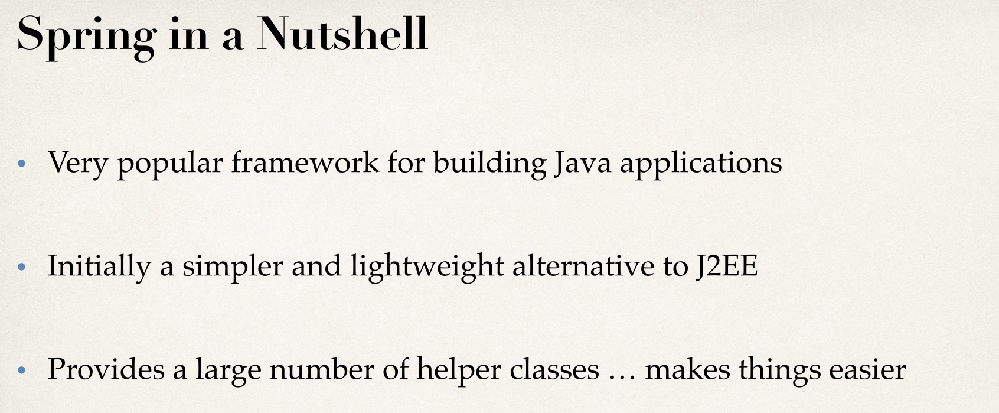 Spring in a Nutshell
• Very popular framework for building Java applications
• Initially a simpler and lightweight alternative to J2EE
• Provides a large number of helper classes … makes things easier